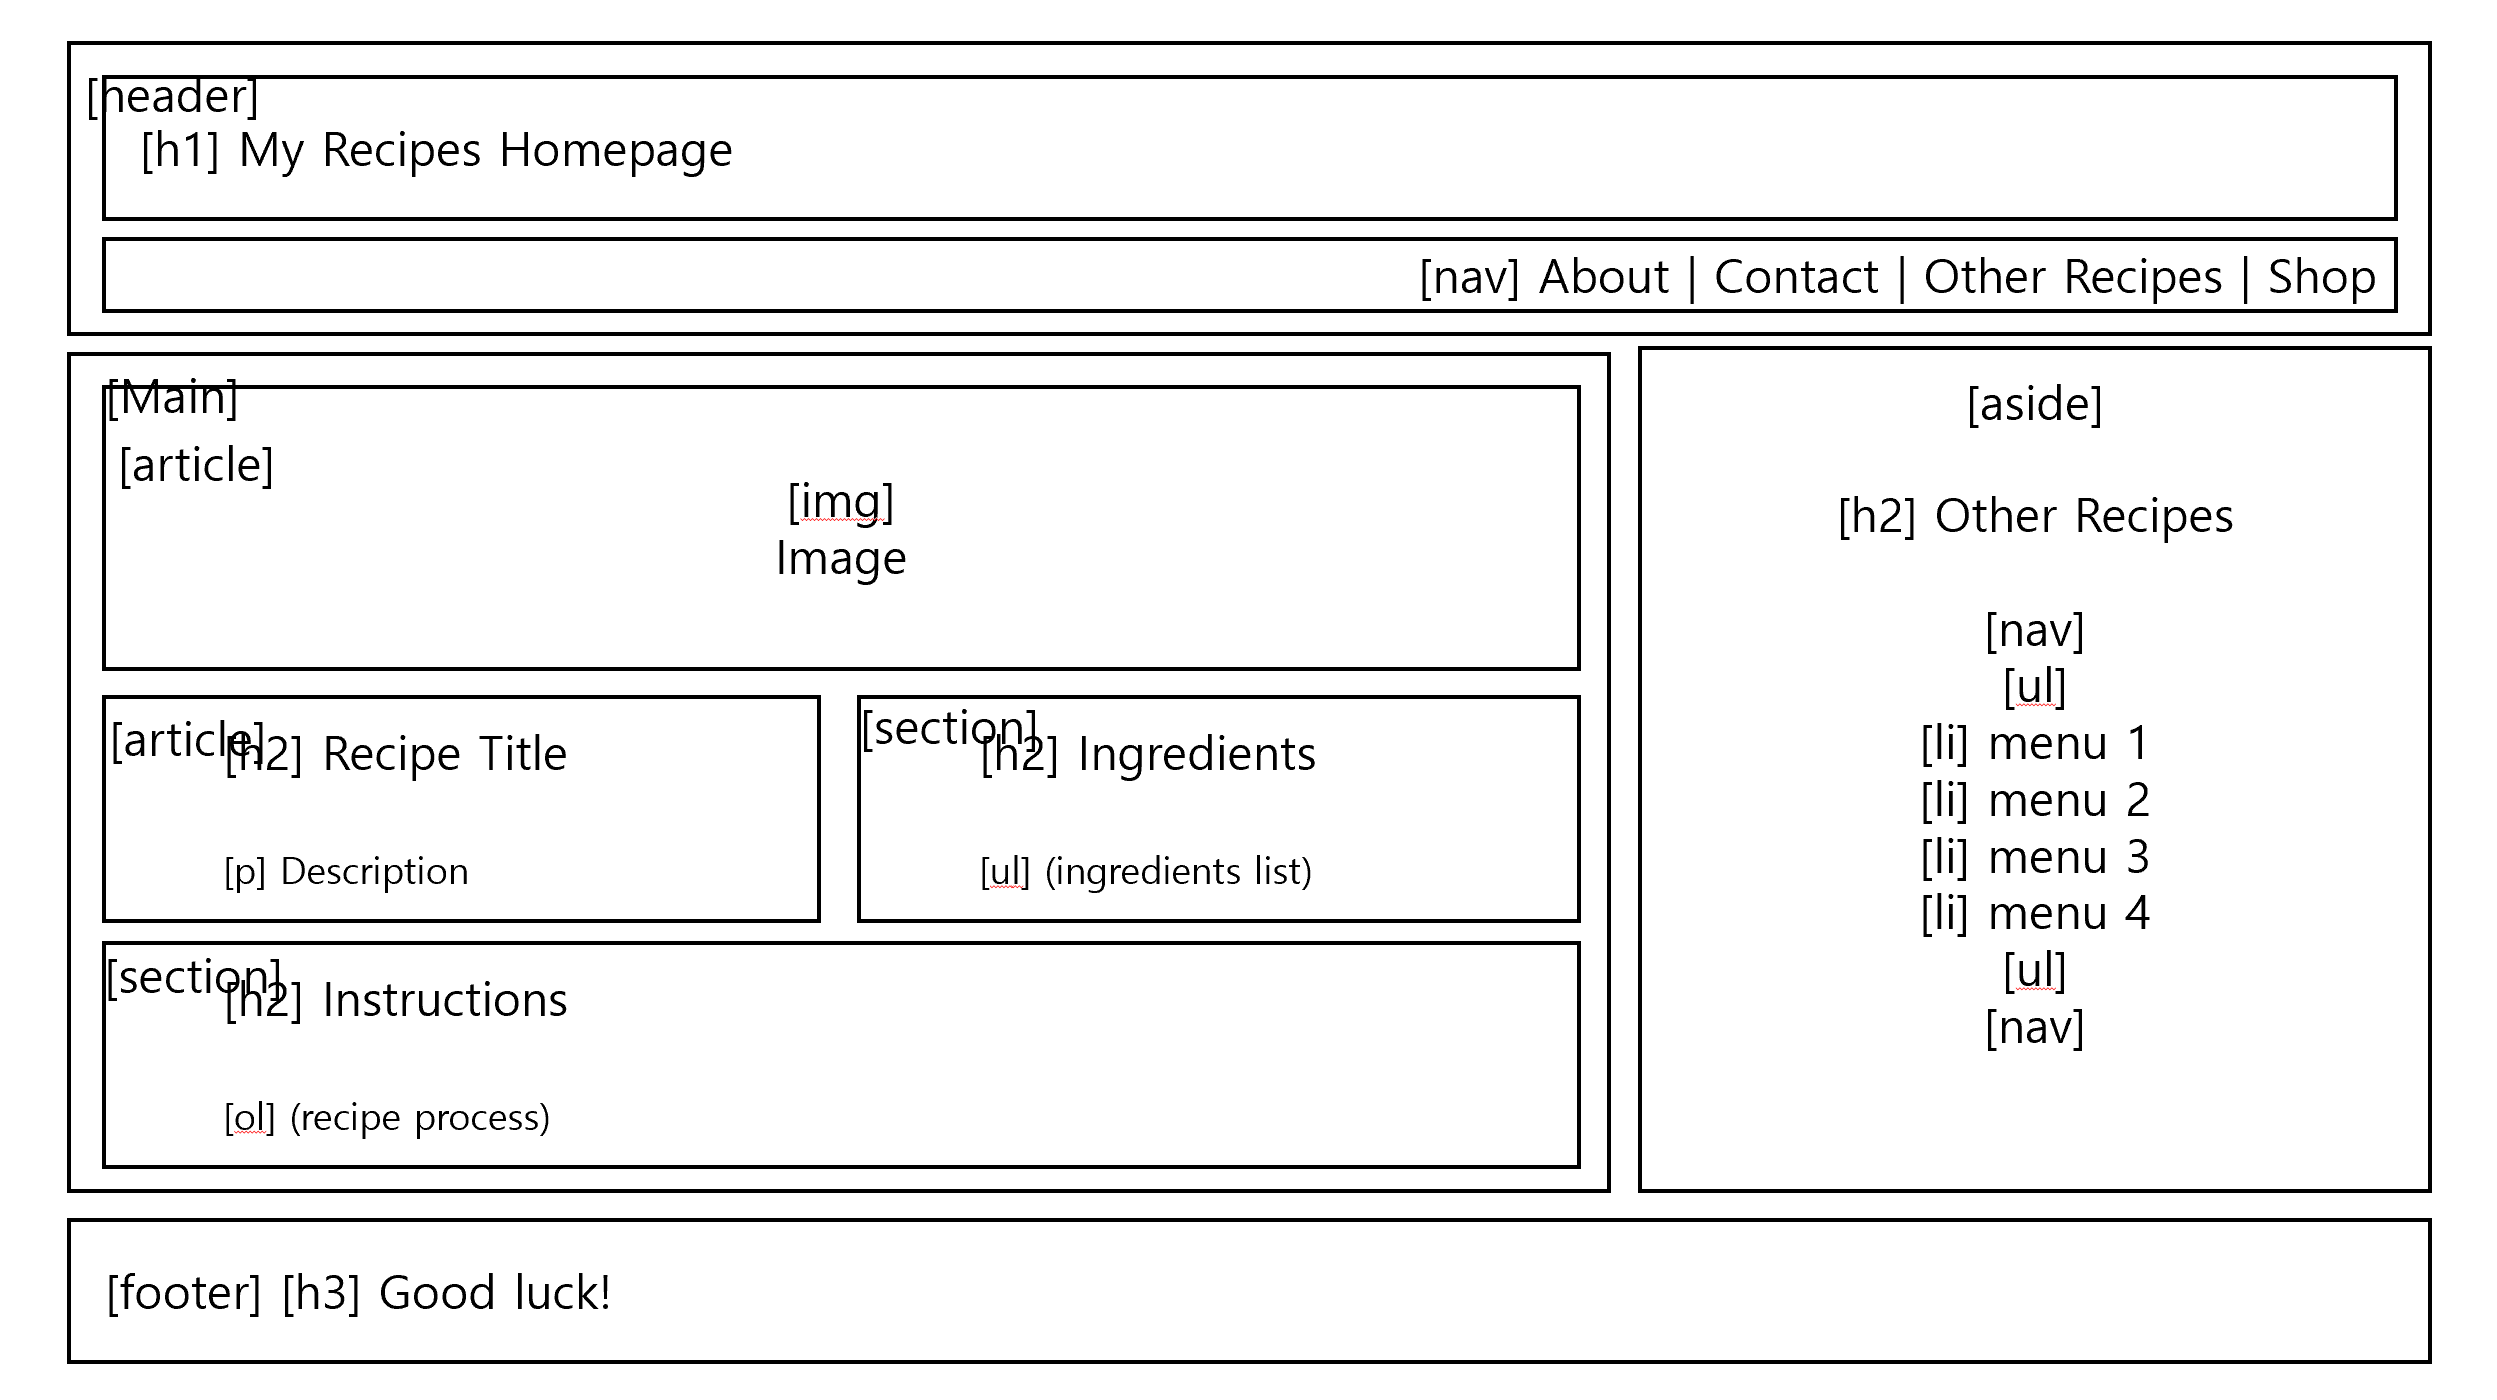 [header]
[h1] My Recipes Homepage
[nav] About | Contact | Other Recipes | Shop
[Main]
[article]
[img]
Image
[article]
[h2] Recipe Title
[p] Description
[section]
[h2] Ingredients
[ul] (ingredients list)
[section]
[h2] Instructions
[ol] (recipe process)
[aside]
[h2] Other Recipes
[nav]
[ul]
[li] menu 1
[li] menu 2
[li] menu 3
[li] menu 4
[ul]
[nav]
[footer] [h3] Good luck!